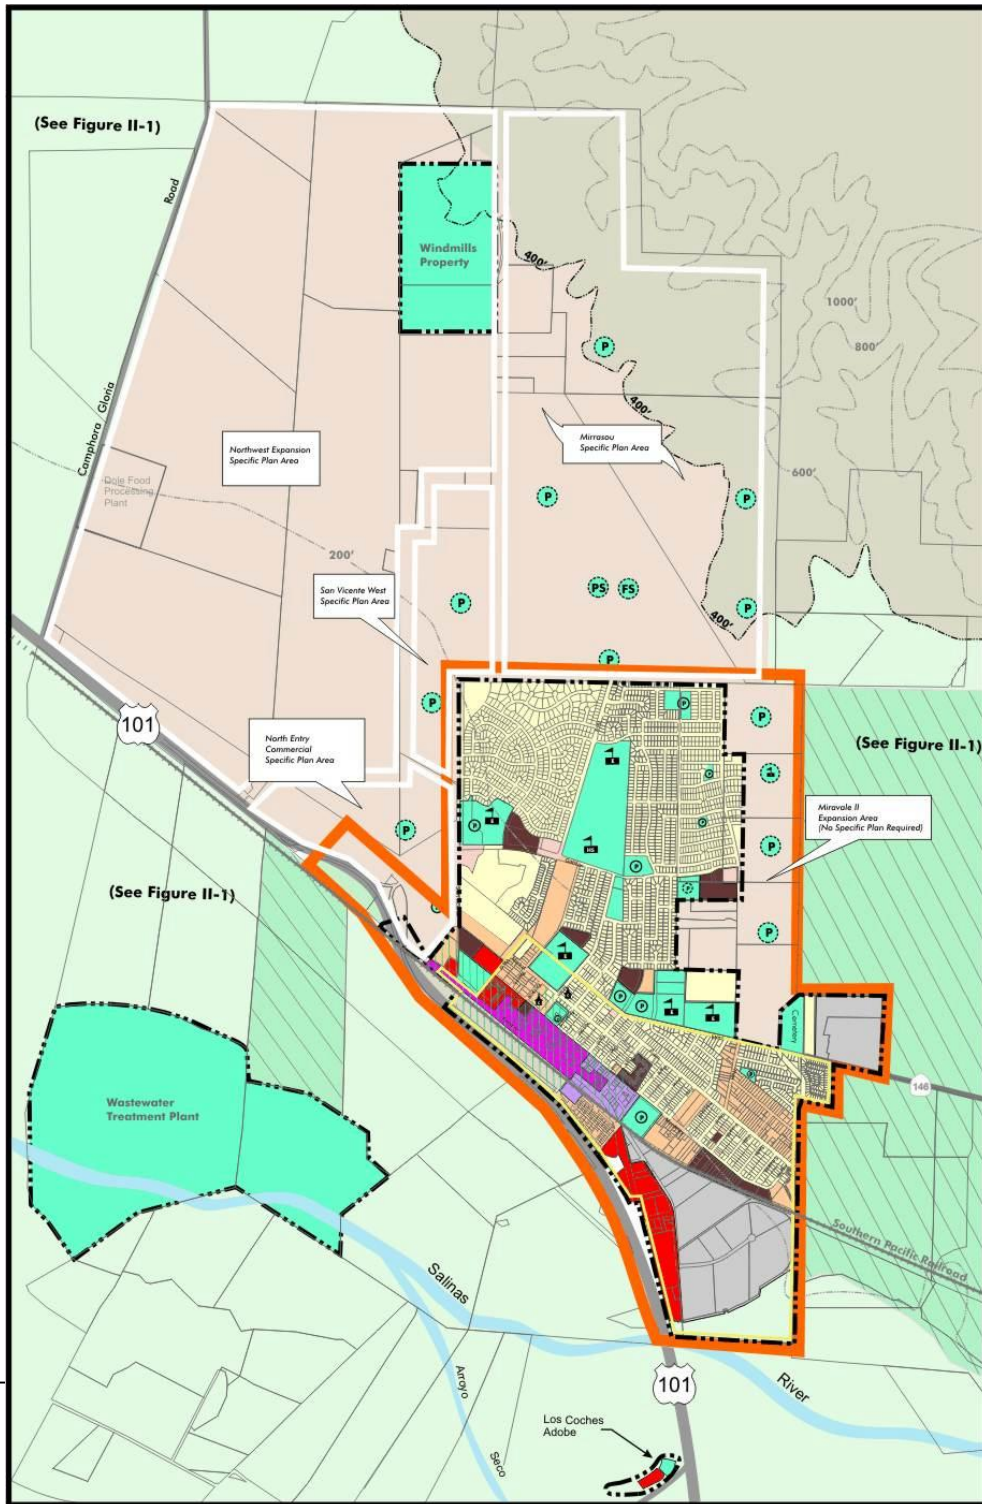 (See Figure II-1)
Road
Windmills
Property
400'
1000'
800'
P
Camphora Gloria
400'
Northwest Expansion
Specific Plan Area
Mirrasou
Specific Plan Area
600'
Dole Food
Processing
Plant
P
P
200'
San Vicente West
Specific Plan Area
PS
FS
P
P
400'
P
P
P
101
North Entry
Commercial
Specific Plan Area
(See Figure II-1)
Miravale II
Expansion Area
(No Specific Plan Required)
P
P
HS
P
P
P
(See Figure II-1)
P
P
P
Cemetery
146
Wastewater
Treatment Plant
P
Southern Pacific Railroad
Salinas
River
Arroyo
Seco
101
Los Coches
Adobe